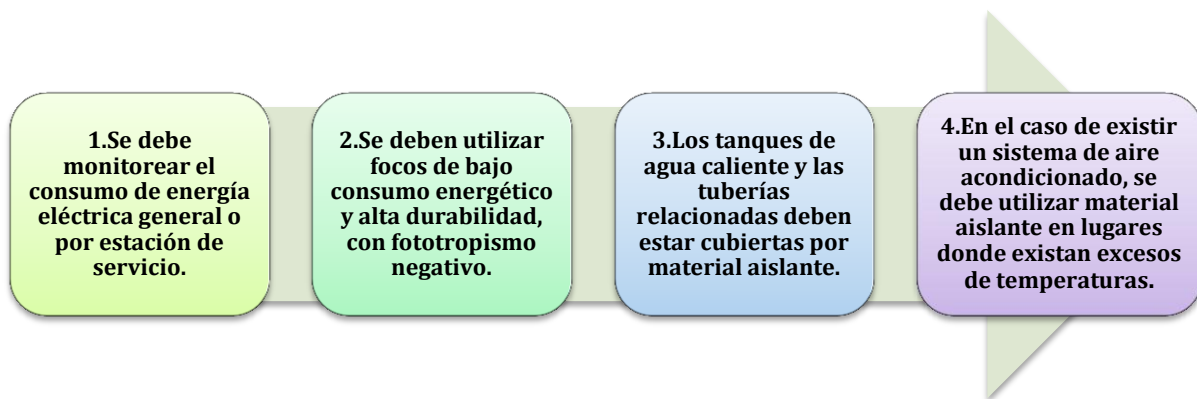 1.Se debe
monitorear el
consumo de energía
eléctrica general o
por estación de
servicio.
2.Se deben utilizar
focos de bajo
consumo energético
y alta durabilidad,
con fototropismo
negativo.
3.Los tanques de
agua caliente y las
tuberías
relacionadas deben
estar cubiertas por
material aislante.
4.En el caso de existir
un sistema de aire
acondicionado, se
debe utilizar material
aislante en lugares
donde existan excesos
de temperaturas.